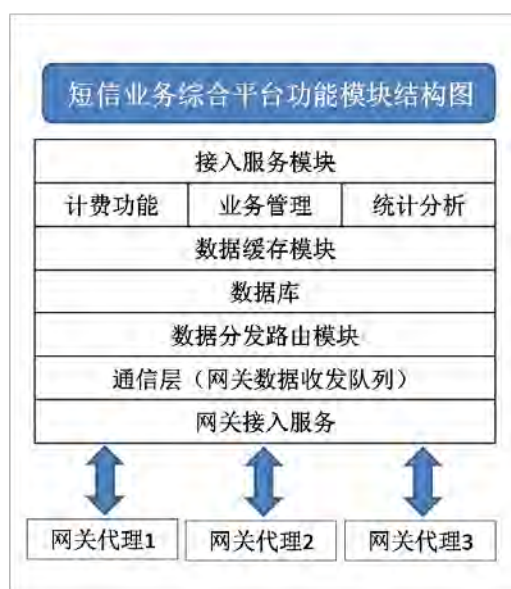 短信业务综合平台功能模块结构图
接入服务模块
计费功能 业务管理 统计分析
数据缓存模块
数据库
数据分发路由模块
通信层（网关数据收发队列）
网关接入服务
网关代理1 网关代理2 网关代理3